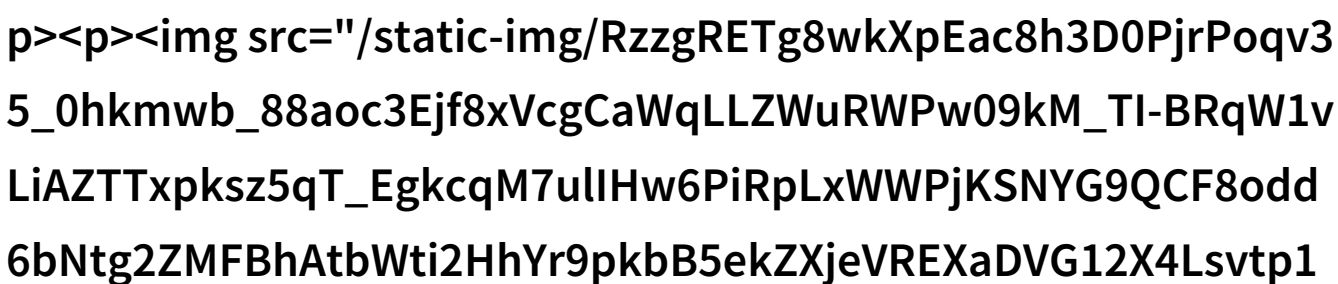 p><p><img src="/static-img/RzzgRETg8wkXpEac8h3D0PjrPoqv3
5_0hkmwb_88aoc3Ejf8xVcgCaWqLLZWuRWPw09kM_TI-BRqW1v
LiAZTTxpksz5qT_EgkcqM7ulIHw6PiRpLxWWPjKSNYG9QCF8odd
6bNtg2ZMFBhAtbWti2HhYr9pkbB5ekZXjeVREXaDVG12X4Lsvtp1